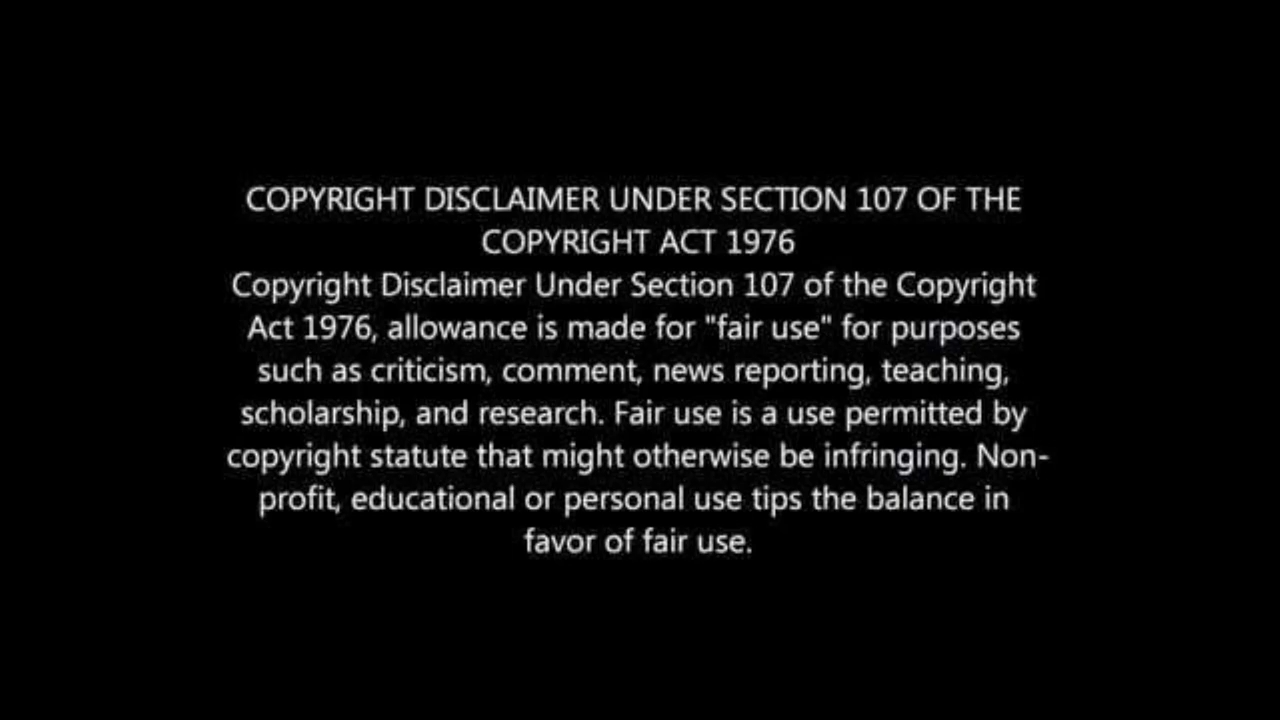 COPYRIGHT DISCLAIMER UNDER SECTION 107 OF THE
COPYRIGHT ACT 1976
Copyright Disclaimer Under Section 107 of the Copyright
Act 1976, allowance is made for "fair use" for purposes
such as criticism, comment, news reporting, teaching,
scholarship, and research. Fair use is a use permitted by
copyright statute that might otherwise be infringing. Non-
profit, educational or personal use tips the balance in
favor of fair use.